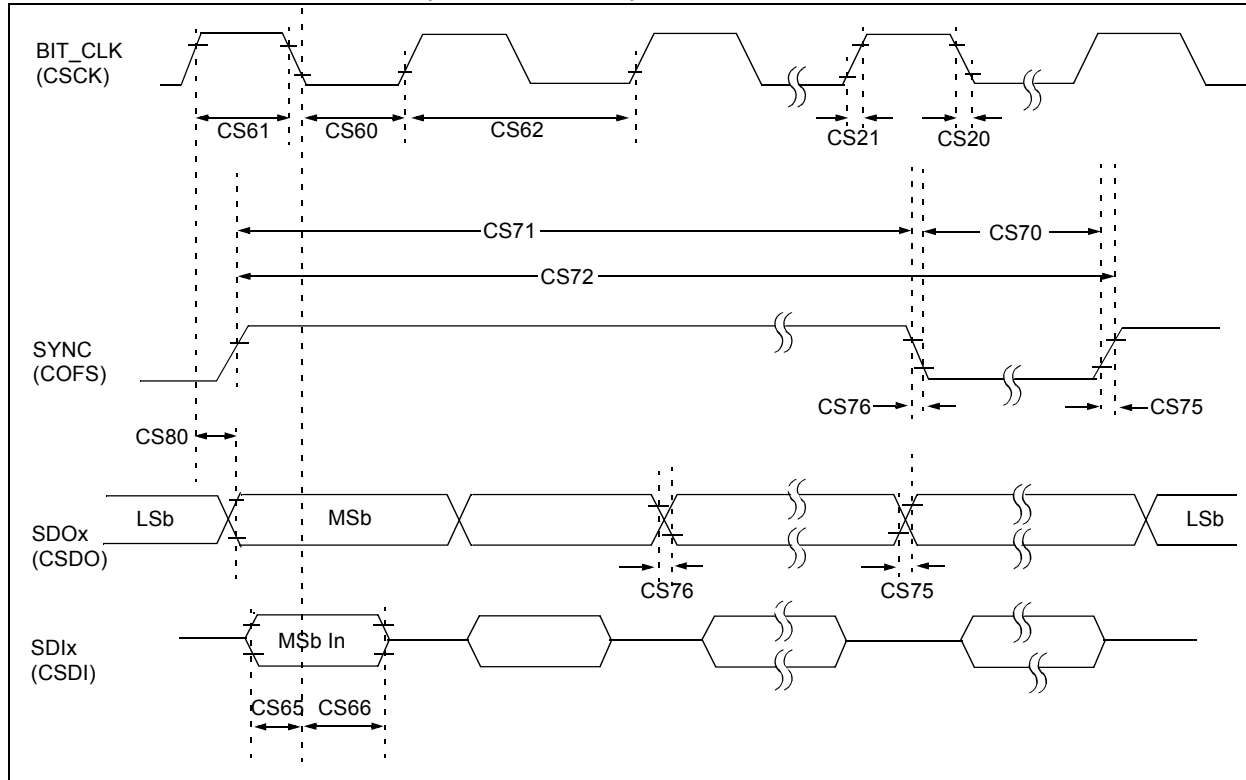 BIT_CLK
(CSCK)
CS61
CS60
CS62
CS21
CS20
CS71
CS70
CS72
SYNC
(COFS)
CS76
CS75
CS80
LSb
MSb
LSb
SDOx
(CSDO)
CS76
CS75
MSb In
SDIx
(CSDI)
CS65
CS66